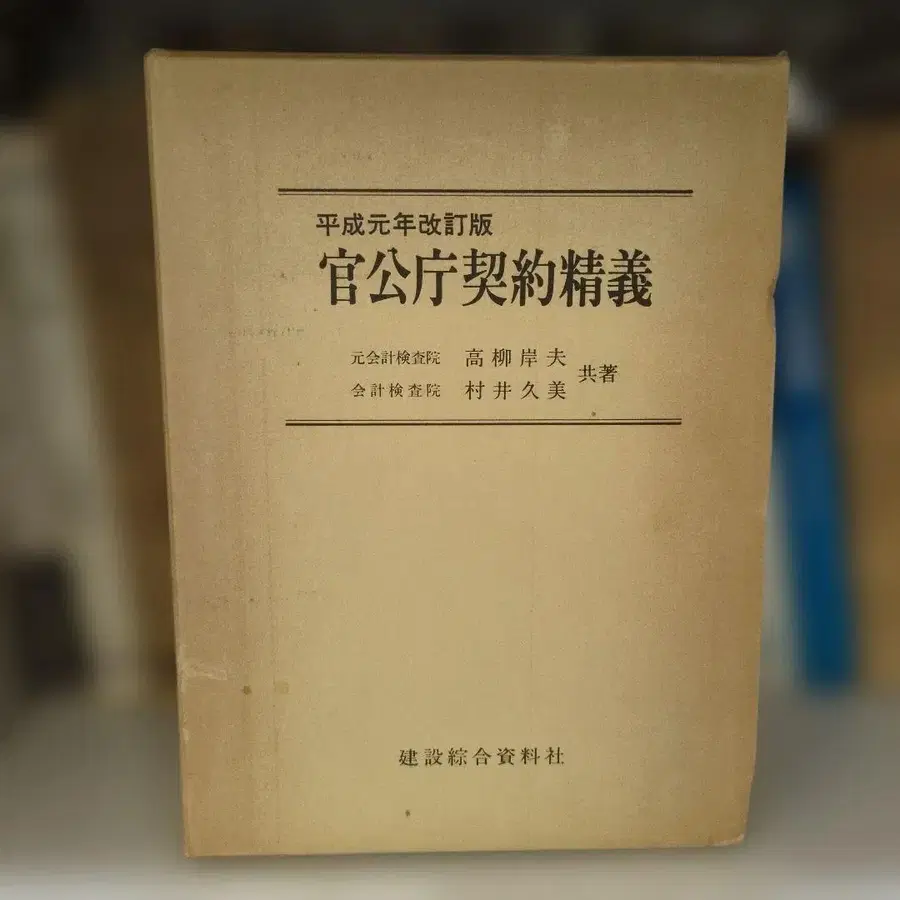 平成元年改訂版
官公庁契約精義
元会計検査院 高柳岸夫
会計検査院 村井久美
共著
建設綜合資料社